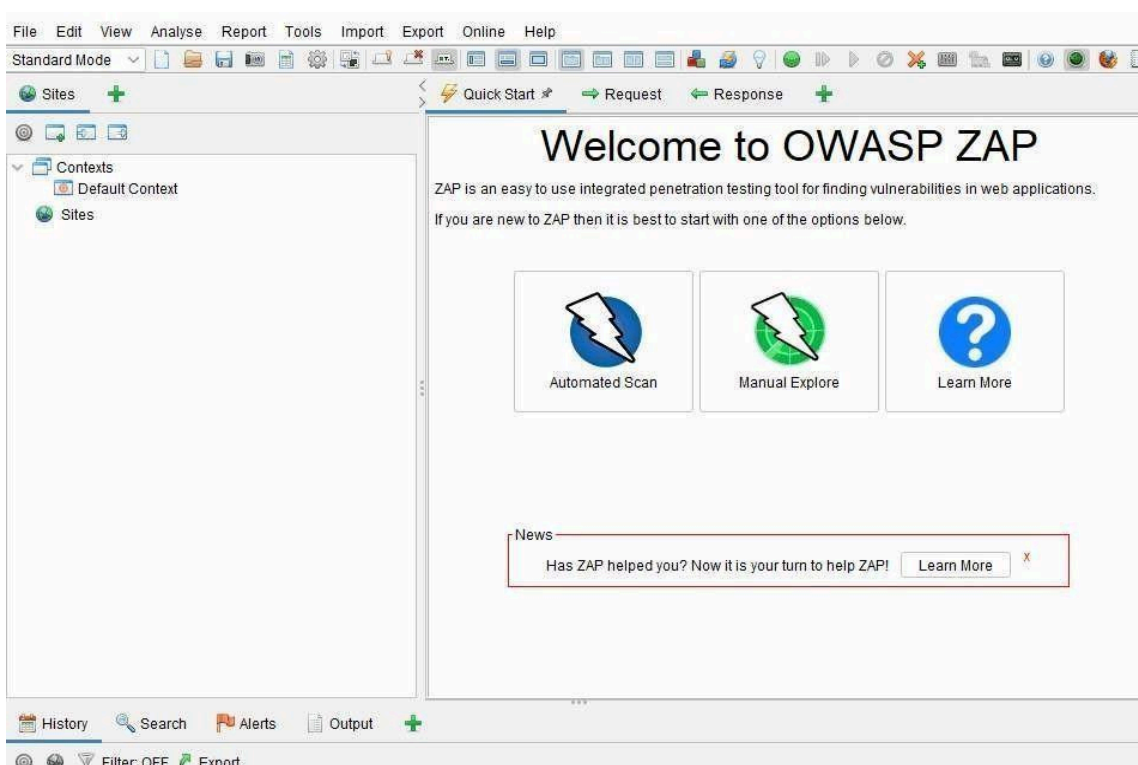 File Edit View Analyse Report Tools Import Export Online Help
Standard Mode
Sites
Quick Start Request Response
Contexts
Default Context
Sites
Welcome to OWASP ZAP
ZAP is an easy to use integrated penetration testing tool for finding vulnerabilities in web applications.
If you are new to ZAP then it is best to start with one of the options below.
Automated Scan Manual Explore Learn More
News
Has ZAP helped you? Now it is your turn to help ZAP! Learn More X
History Search Alerts Output
Filter: OFF Export